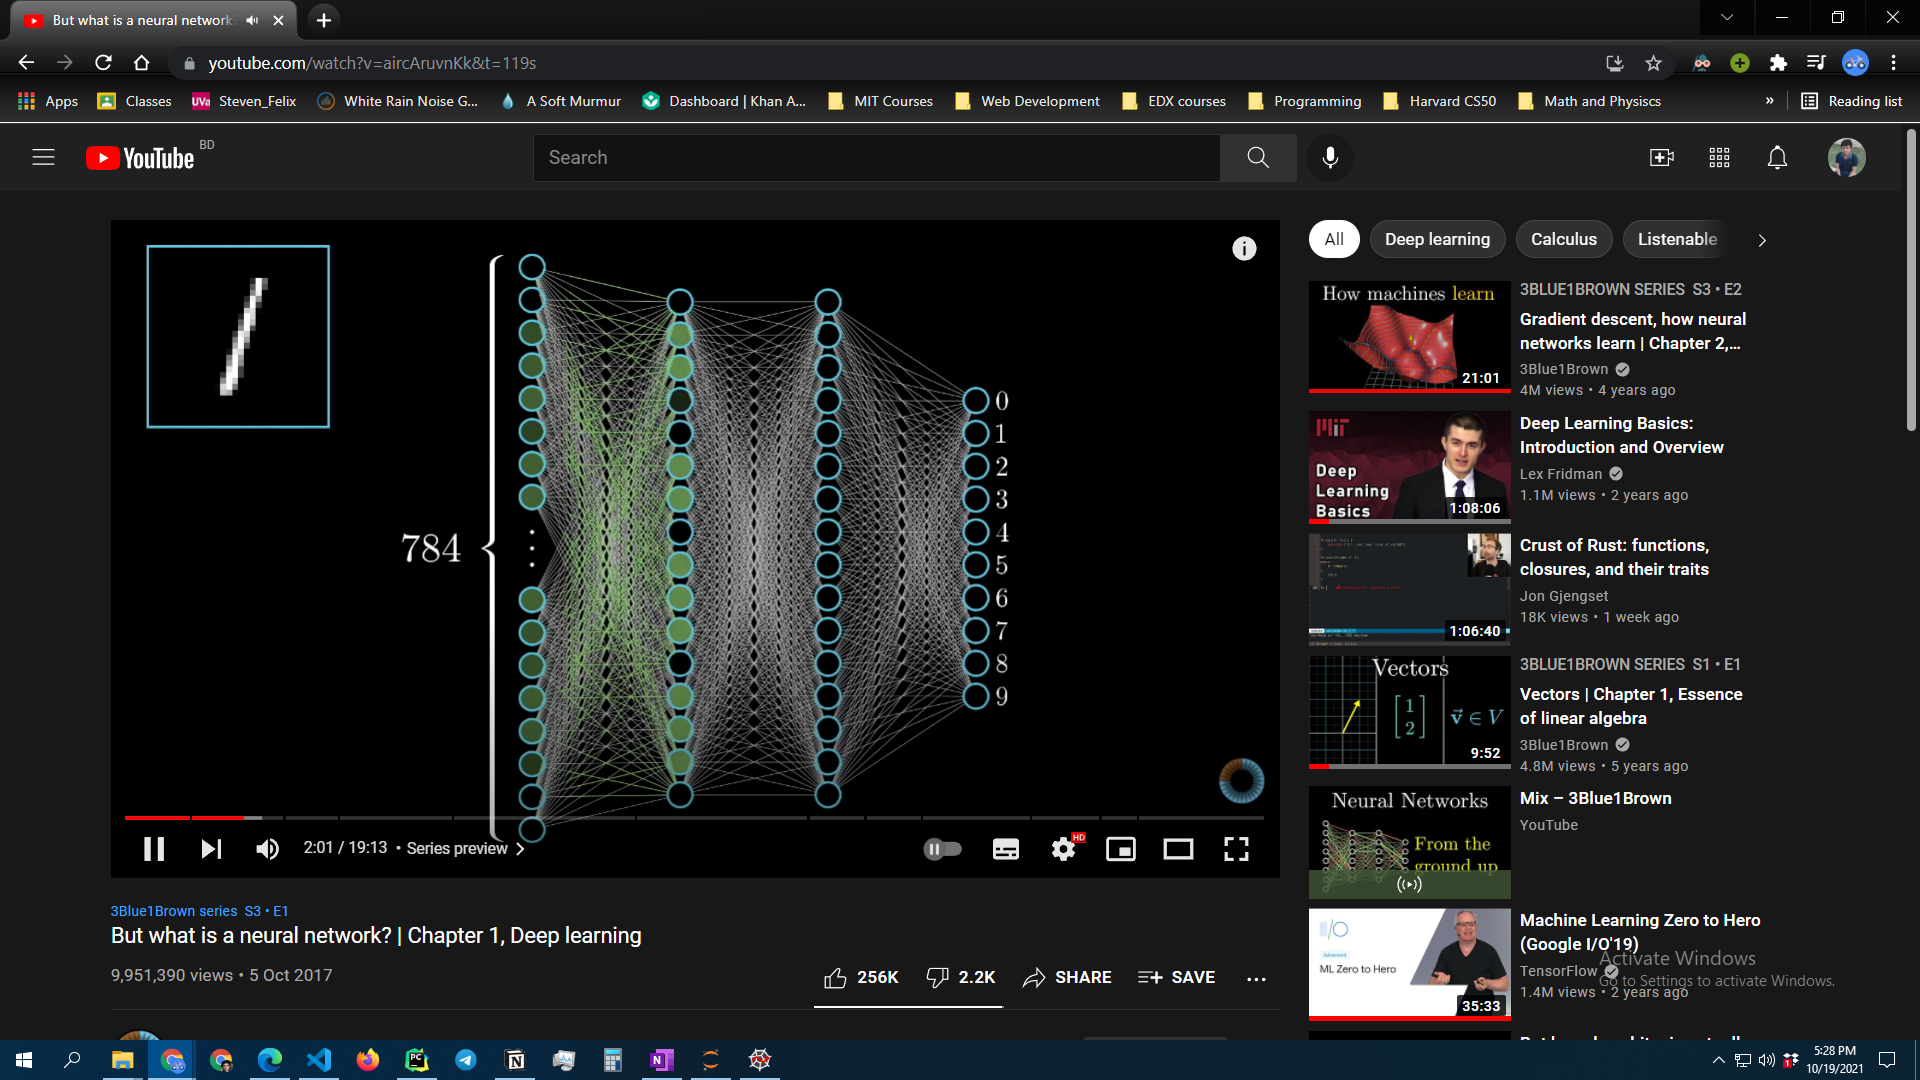 But what is a neural network
youtube.com/watch?v=aircAruvnKk&t=119s
Apps
Classes
UVa Steven_Felix
White Rain Noise G...
A Soft Murmur
Dashboard | Khan A...
MIT Courses
Web Development
EDX courses
Programming
Harvard CS50
Math and Physiscs
»
Reading list
YouTube BD
Search
784
0
1
2
3
4
5
6
7
8
9
2:01 / 19:13 • Series preview
HD
3Blue1Brown series S3 • E1
But what is a neural network? | Chapter 1, Deep learning
9,951,390 views • 5 Oct 2017
256K
2.2K
SHARE
SAVE
All
Deep learning
Calculus
Listenable
How machines learn
21:01
3BLUE1BROWN SERIES S3 • E2
Gradient descent, how neural
networks learn | Chapter 2,...
3Blue1Brown
4M views • 4 years ago
MIT
Deep
Learning
Basics
1:08:06
Deep Learning Basics:
Introduction and Overview
Lex Fridman
1.1M views • 2 years ago
1:06:40
Crust of Rust: functions,
closures, and their traits
Jon Gjengset
18K views • 1 week ago
Vectors
[1 2]
v⃗ ∈ V
9:52
3BLUE1BROWN SERIES S1 • E1
Vectors | Chapter 1, Essence
of linear algebra
3Blue1Brown
4.8M views • 5 years ago
Neural Networks
From the
ground up
Mix – 3Blue1Brown
YouTube
I/O
Advanced
ML Zero to Hero
35:33
Machine Learning Zero to Hero
(Google I/O'19)
TensorFlow
1.4M views • 2 years ago
Activate Windows
Go to Settings to activate Windows.
5:28 PM
10/19/2021